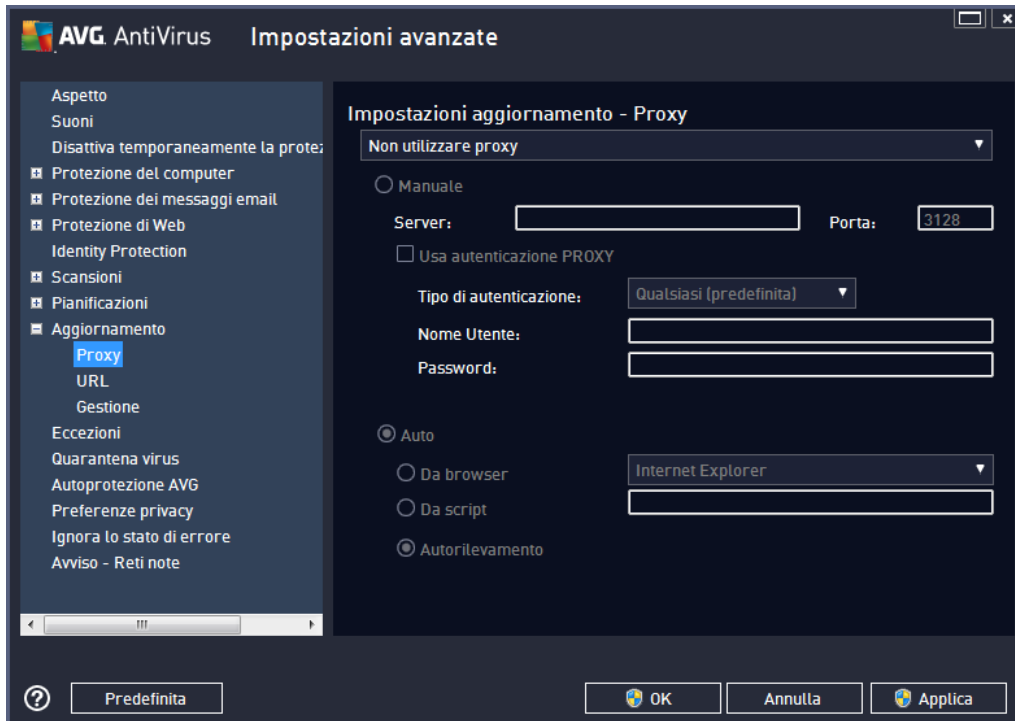 AVG AntiVirus Impostazioni avanzate
Aspetto
Suoni
Disattiva temporaneamente la protez
Protezione del computer
Protezione dei messaggi email
Protezione di Web
Identity Protection
Scansioni
Pianificazioni
Aggiornamento
Proxy
URL
Gestione
Eccezioni
Quarantena virus
Autoprotezione AVG
Preferenze privacy
Ignora lo stato di errore
Avviso - Reti note
Impostazioni aggiornamento - Proxy
Non utilizzare proxy
Manuale
Server: Porta: 3128
Usa autenticazione PROXY
Tipo di autenticazione: Qualsiasi (predefinita)
Nome Utente:
Password:
Auto
Da browser Internet Explorer
Da script
Autorilevamento
? Predefinita OK Annulla Applica